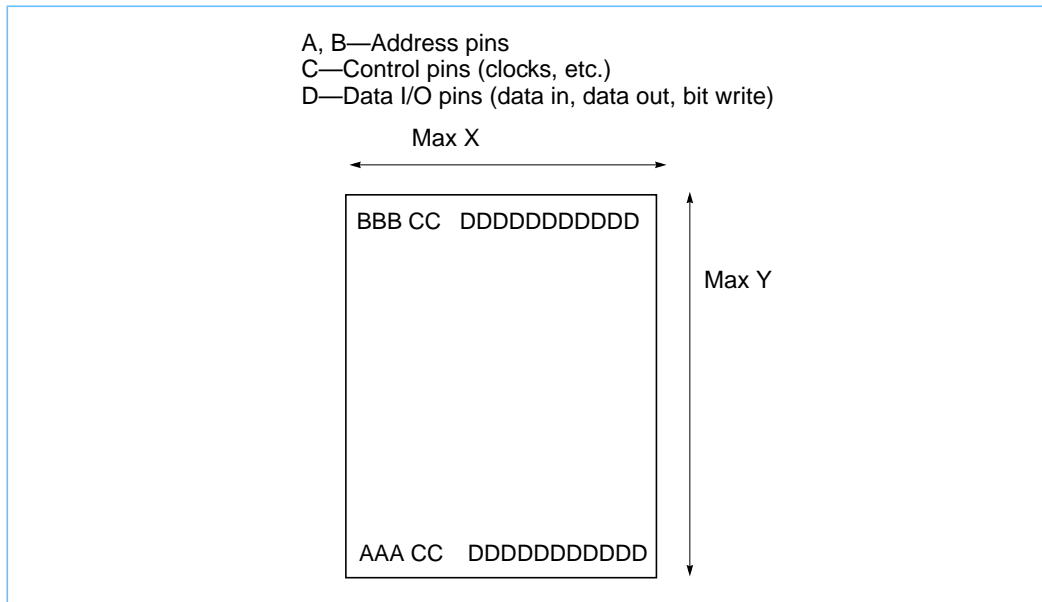 A, B—Address pins
C—Control pins (clocks, etc.)
D—Data I/O pins (data in, data out, bit write)
Max X
BBB CC DDDDDDDDDDD
Max Y
AAA CC DDDDDDDDDDD